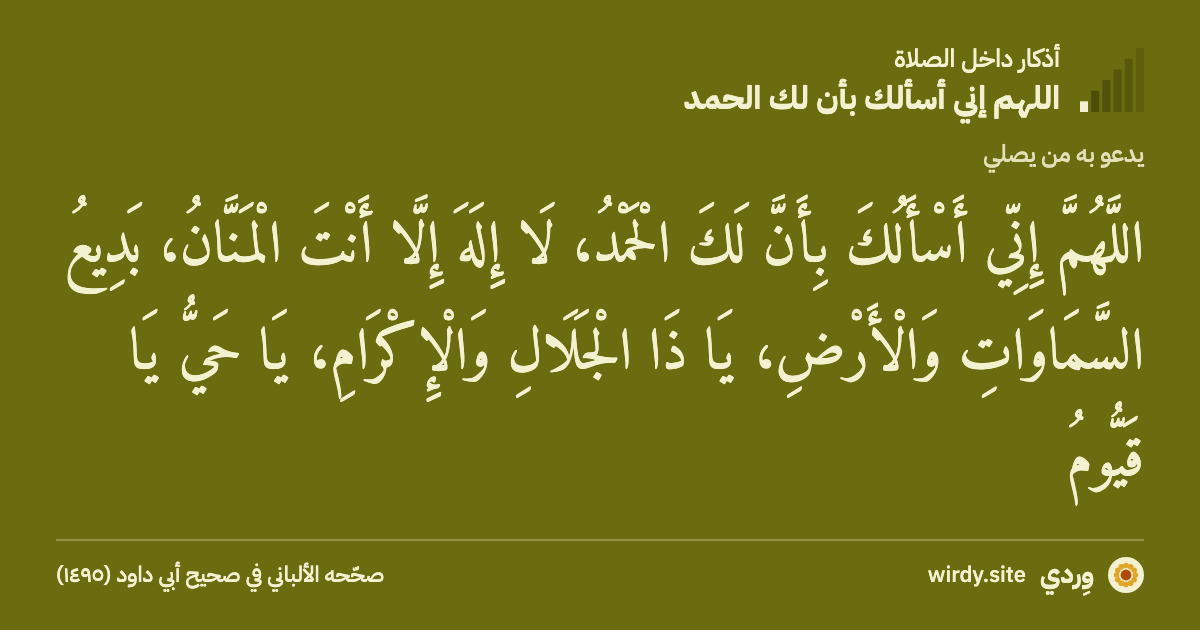 أذكار داخل الصلاة
اللهم إني أسألك بأن لك الحمد
يدعو به من يصلي
اللَّهُمَّ إِنِّي أَسْأَلُكَ بِأَنَّ لَكَ الْحَمْدُ، لَا إِلَهَ إِلَّا أَنْتَ الْمَنَّانُ، بَدِيعُ
السَّمَاوَاتِ وَالْأَرْضِ، يَا ذَا الْجَلَالِ وَالْإِكْرَامِ، يَا حَيُّ يَا
قَيُّومُ
وِردي wirdy.site
صحّحه الألباني في صحيح أبي داود (١٤٩٥)